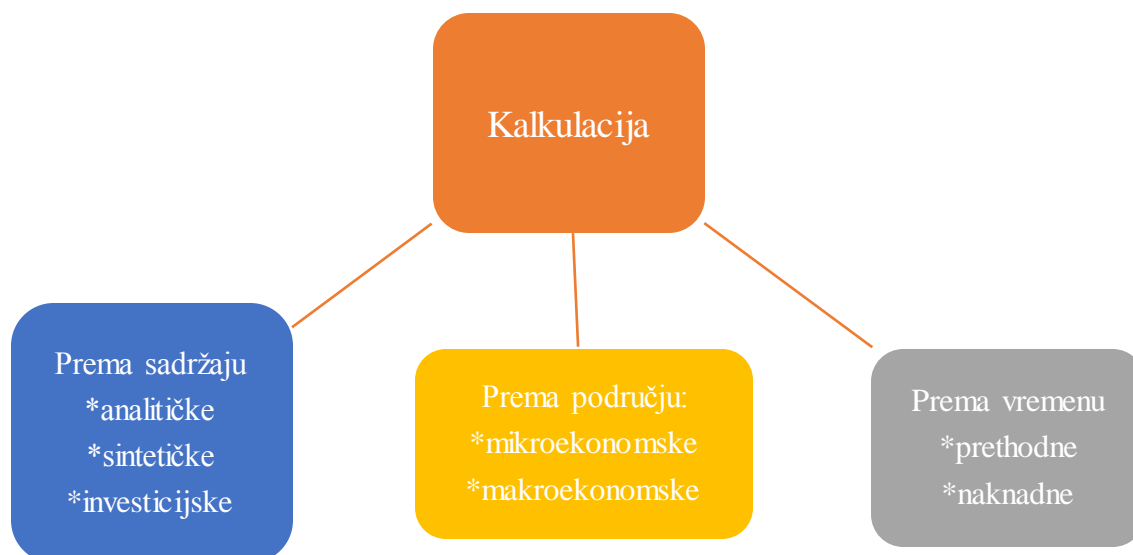 Kalkulacija
Prema sadržaju
*analitičke
*sintetičke
*investicijske
Prema području:
*mikroekonomske
*makroekonomske
Prema vremenu
*prethodne
*naknadne